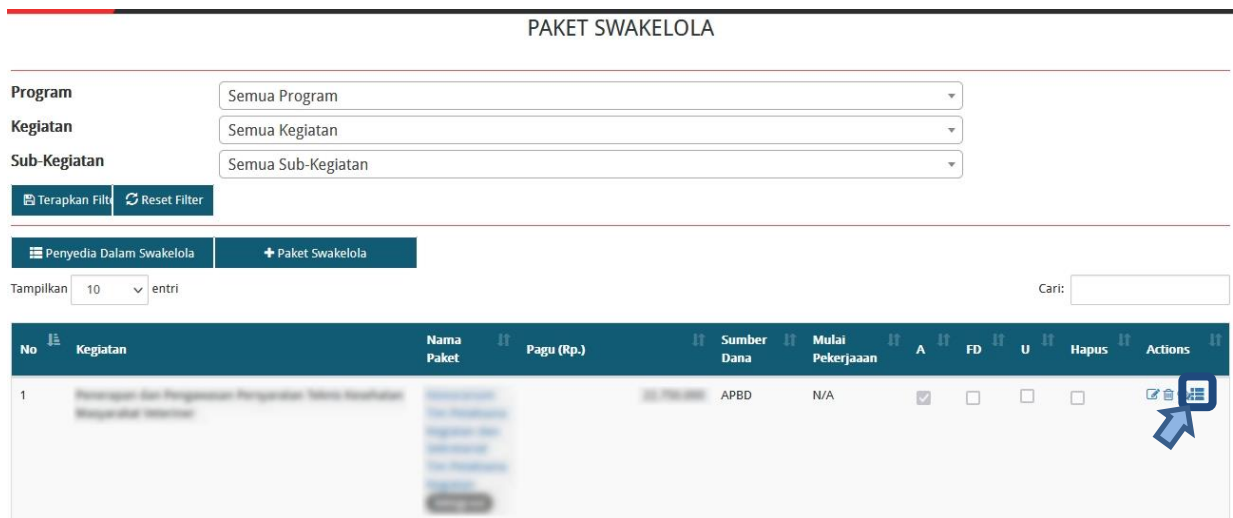 PAKET SWAKELOLA
Program
Semua Program
Kegiatan
Semua Kegiatan
Sub-Kegiatan
Semua Sub-Kegiatan
Terapkan Filt Reset Filter
Penyedia Dalam Swakelola + Paket Swakelola
Tampilkan 10 entri Cari:
No Kegiatan Nama Paket Pagu (Rp.) Sumber Dana Mulai Pekerjaaan A FD U Hapus Actions
1 APBD N/A